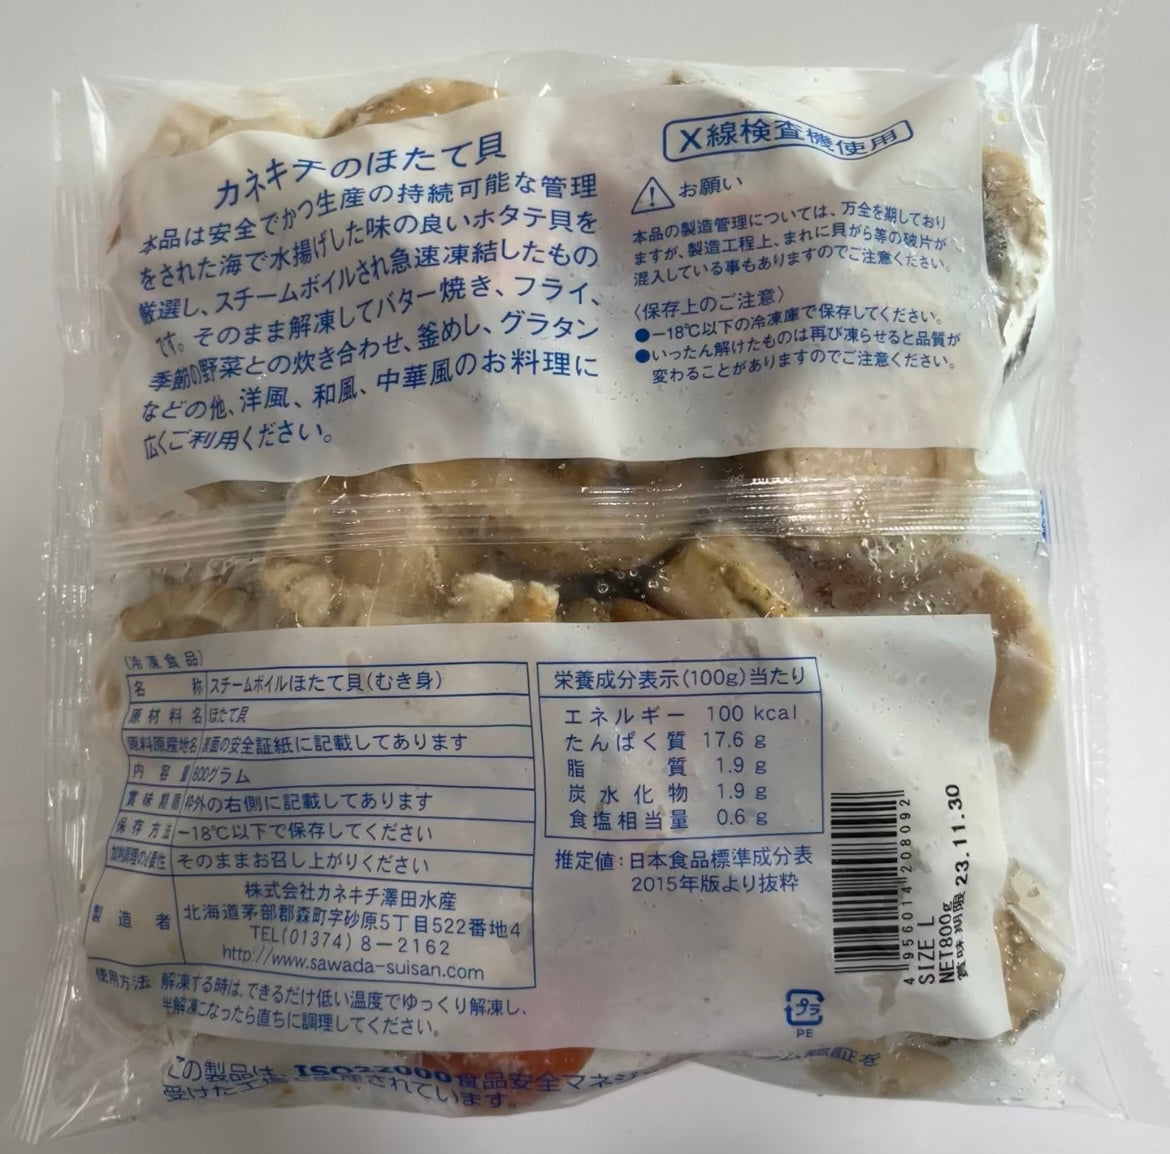 カネキチのほたて貝
本品は安全でかつ生産の持続可能な管理
をされた海で水揚げした味の良いホタテ貝を
厳選し、スチームボイルされ急速凍結したもの
です。そのまま解凍してバター焼き、フライ、
季節の野菜との炊き合わせ、釜めし、グラタン
などの他、洋風、和風、中華風のお料理に
広くご利用ください。
X線検査機使用
お願い
本品の製造管理については、万全を期しており
ますが、製造工程上、まれに貝がら等の破片が
混入している事もありますのでご注意ください。
〈保存上のご注意〉
●−18℃以下の冷凍庫で保存してください。
●いったん解けたものは再び凍らせると品質が
変わることがありますのでご注意ください。
(冷凍食品)
名称 スチームボイルほたて貝(むき身)
原材料名 ほたて貝
原料原産地名 表面の安全証紙に記載してあります
内容量 800グラム
賞味期限 枠外の右側に記載してあります
保存方法 −18℃以下で保存してください
加熱調理の必要性 そのままお召し上がりください
製造者 株式会社カネキチ澤田水産
北海道茅部郡森町字砂原5丁目522番地4
TEL(01374)8−2162
http://www.sawada-suisan.com
使用方法 解凍する時は、できるだけ低い温度でゆっくり解凍し、
半解凍になったら直ちに調理してください。
栄養成分表示(100g)当たり
エネルギー 100 kcal
たんぱく質 17.6 g
脂質 1.9 g
炭水化物 1.9 g
食塩相当量 0.6 g
推定値:日本食品標準成分表
2015年版より抜粋
4956014208092
SIZE L
NET800g
賞味期限 23.11.30
プラ
PE
この製品は、ISO22000食品安全マネジ ーム認証を
受けた工場で生産されています。